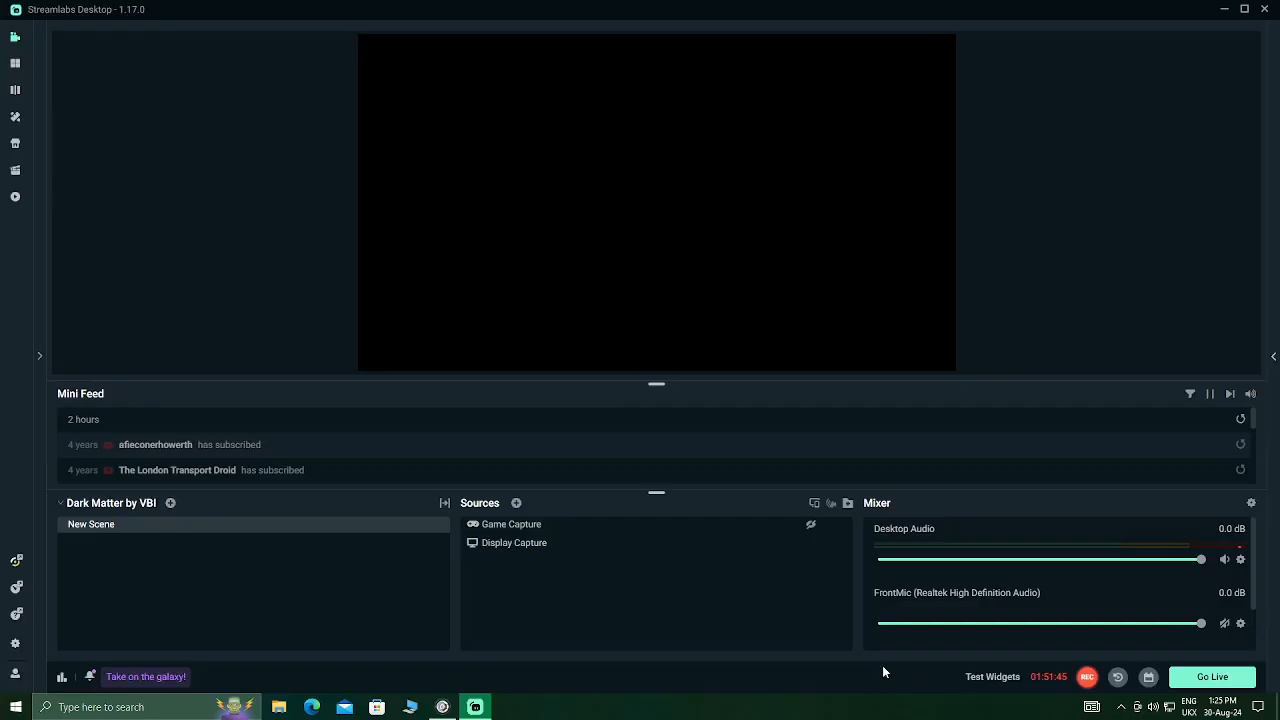 Streamlabs Desktop - 1.17.0
Mini Feed
2 hours
4 years afieconerhowerth has subscribed
4 years The London Transport Droid has subscribed
Dark Matter by VBI
Sources
Mixer
New Scene
Game Capture
Display Capture
Desktop Audio 0.0 dB
FrontMic (Realtek High Definition Audio) 0.0 dB
Take on the galaxy!
Test Widgets 01:51:45 REC Go Live
Type here to search
ENG 1:25 PM
UKX 30-Aug-24